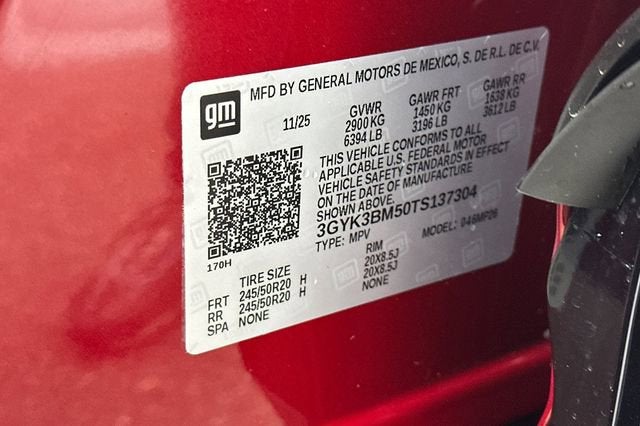 gm
MFD BY GENERAL MOTORS DE MEXICO, S. DE R.L. DE C.V.
11/25 GVWR GAWR FRT GAWR RR
2900 KG 1450 KG 1638 KG
6394 LB 3196 LB 3612 LB
THIS VEHICLE CONFORMS TO ALL
APPLICABLE U.S. FEDERAL MOTOR
VEHICLE SAFETY STANDARDS IN EFFECT
ON THE DATE OF MANUFACTURE
SHOWN ABOVE.
3GYK3BM50TS137304
TYPE: MPV MODEL: 046MP26
170H
TIRE SIZE RIM
FRT 245/50R20 H 20X8.5J
RR 245/50R20 H 20X8.5J
SPA NONE NONE